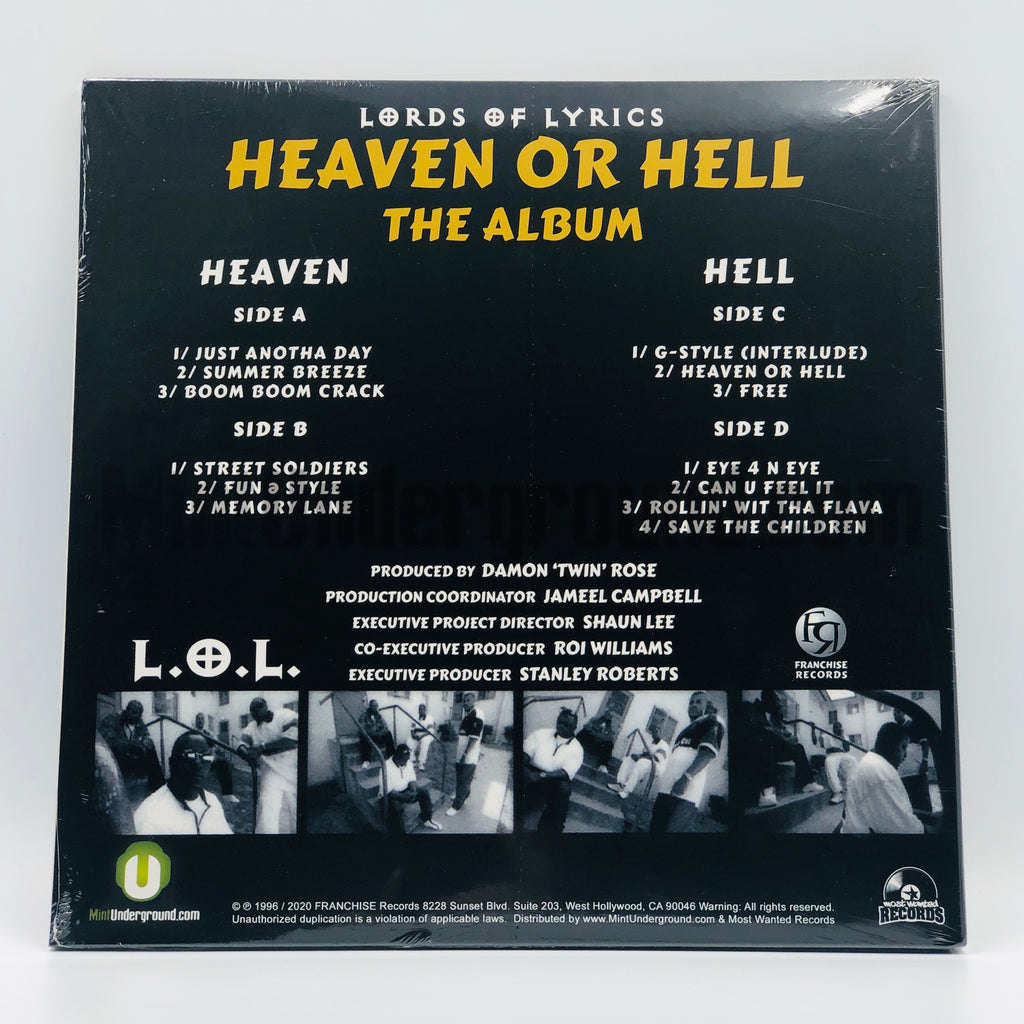 LORDS OF LYRICS
HEAVEN OR HELL
THE ALBUM
HEAVEN
SIDE A
1/ JUST ANOTHA DAY
2/ SUMMER BREEZE
3/ BOOM BOOM CRACK
SIDE B
1/ STREET SOLDIERS
2/ FUN ə STYLE
3/ MEMORY LANE
HELL
SIDE C
1/ G-STYLE (INTERLUDE)
2/ HEAVEN OR HELL
3/ FREE
SIDE D
1/ EYE 4 N EYE
2/ CAN U FEEL IT
3/ ROLLIN' WIT THA FLAVA
4/ SAVE THE CHILDREN
MintUnderground.com
PRODUCED BY DAMON 'TWIN' ROSE
PRODUCTION COORDINATOR JAMEEL CAMPBELL
EXECUTIVE PROJECT DIRECTOR SHAUN LEE
CO-EXECUTIVE PRODUCER ROI WILLIAMS
EXECUTIVE PRODUCER STANLEY ROBERTS
L.O.L.
FR
FRANCHISE
RECORDS
U
MintUnderground.com
© ℗ 1996 / 2020 FRANCHISE Records 8228 Sunset Blvd. Suite 203, West Hollywood, CA 90046 Warning: All rights reserved.
Unauthorized duplication is a violation of applicable laws. Distributed by www.MintUnderground.com & Most Wanted Records
most wanted
RECORDS